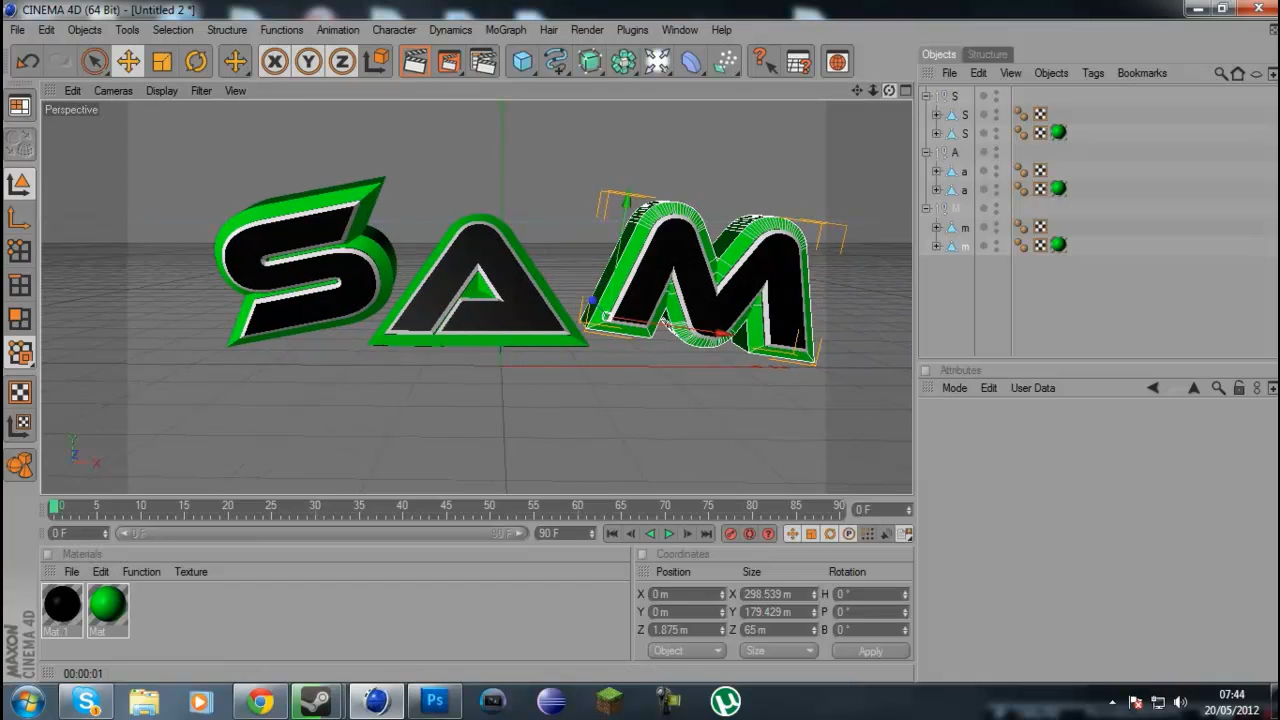 CINEMA 4D (64 Bit) - [Untitled 2 *]
File Edit Objects Tools Selection Structure Functions Animation Character Dynamics MoGraph Hair Render Plugins Window Help
Objects Structure
File Edit View Objects Tags Bookmarks
Edit Cameras Display Filter View
Perspective
S
S
S
A
a
a
M
m
m
SAM
Y
Z X
Attributes
Mode Edit User Data
0 5 10 15 20 25 30 35 40 45 50 55 60 65 70 75 80 85 90
0 F
0 F 0 F 90 F 90 F
Materials
File Edit Function Texture
Mat 1 Mat
Coordinates
Position Size Rotation
X 0 m X 298.539 m H 0 °
Y 0 m Y 179.429 m P 0 °
Z 1.875 m Z 65 m B 0 °
Object Size Apply
MAXON
CINEMA 4D
00:00:01
07:44
20/05/2012